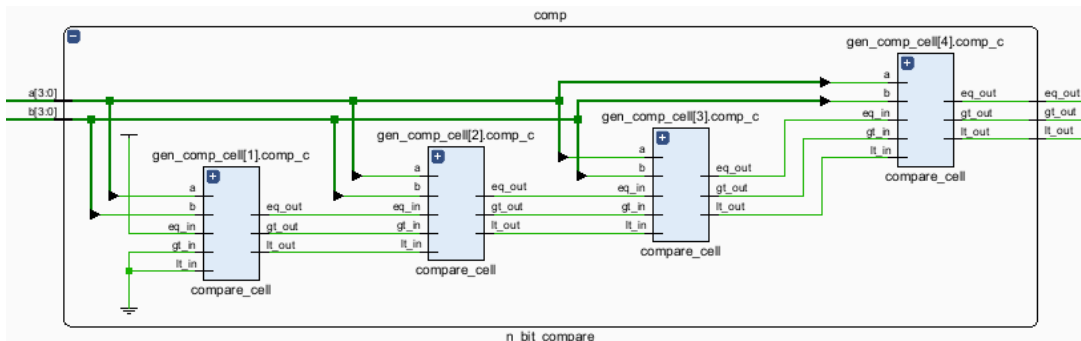 comp
a[3:0]
b[3:0]
gen_comp_cell[1].comp_c
a
b
eq_in
gt_in
lt_in
eq_out
gt_out
lt_out
compare_cell
gen_comp_cell[2].comp_c
a
b
eq_in
gt_in
lt_in
eq_out
gt_out
lt_out
compare_cell
gen_comp_cell[3].comp_c
a
b
eq_in
gt_in
lt_in
eq_out
gt_out
lt_out
compare_cell
gen_comp_cell[4].comp_c
a
b
eq_in
gt_in
lt_in
eq_out
gt_out
lt_out
compare_cell
eq_out
gt_out
lt_out
n_bit_compare